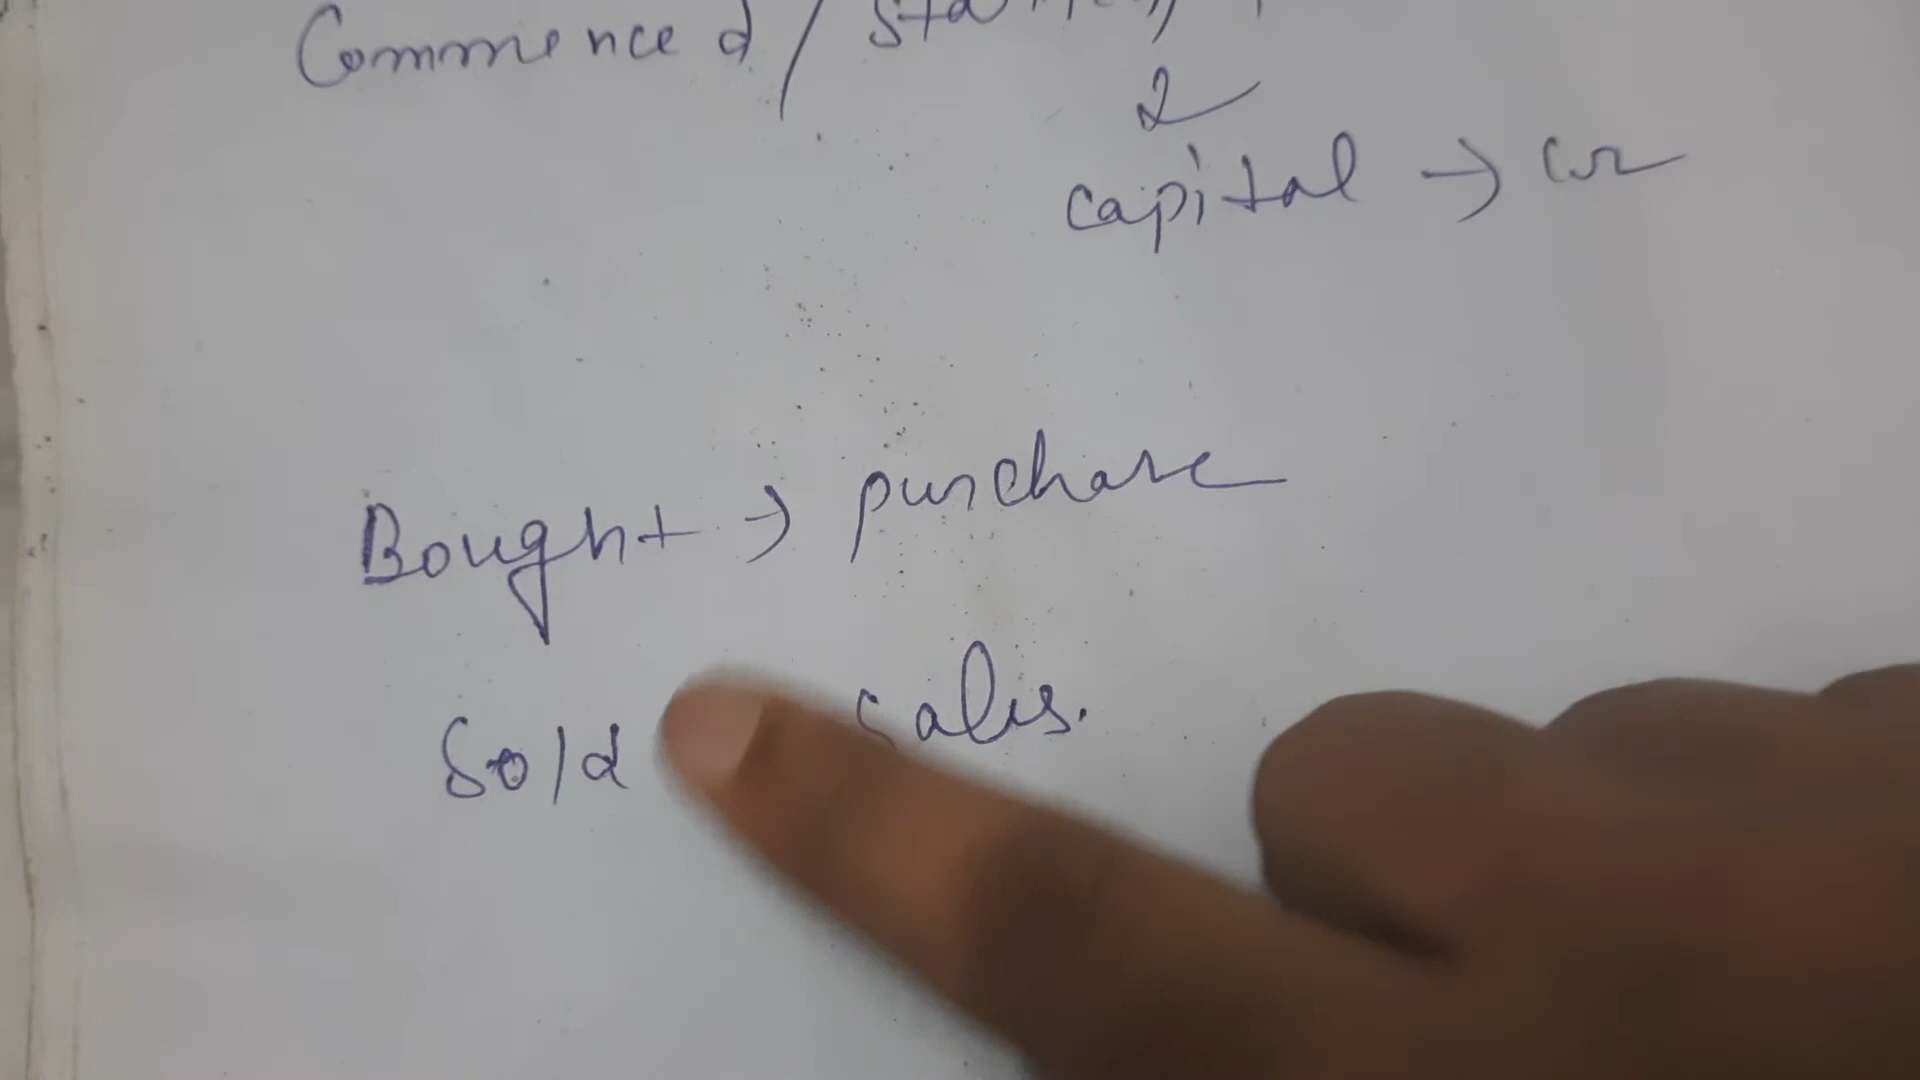 Commenced /
2
capital → Cr
Bought → purchase
Sold sales.